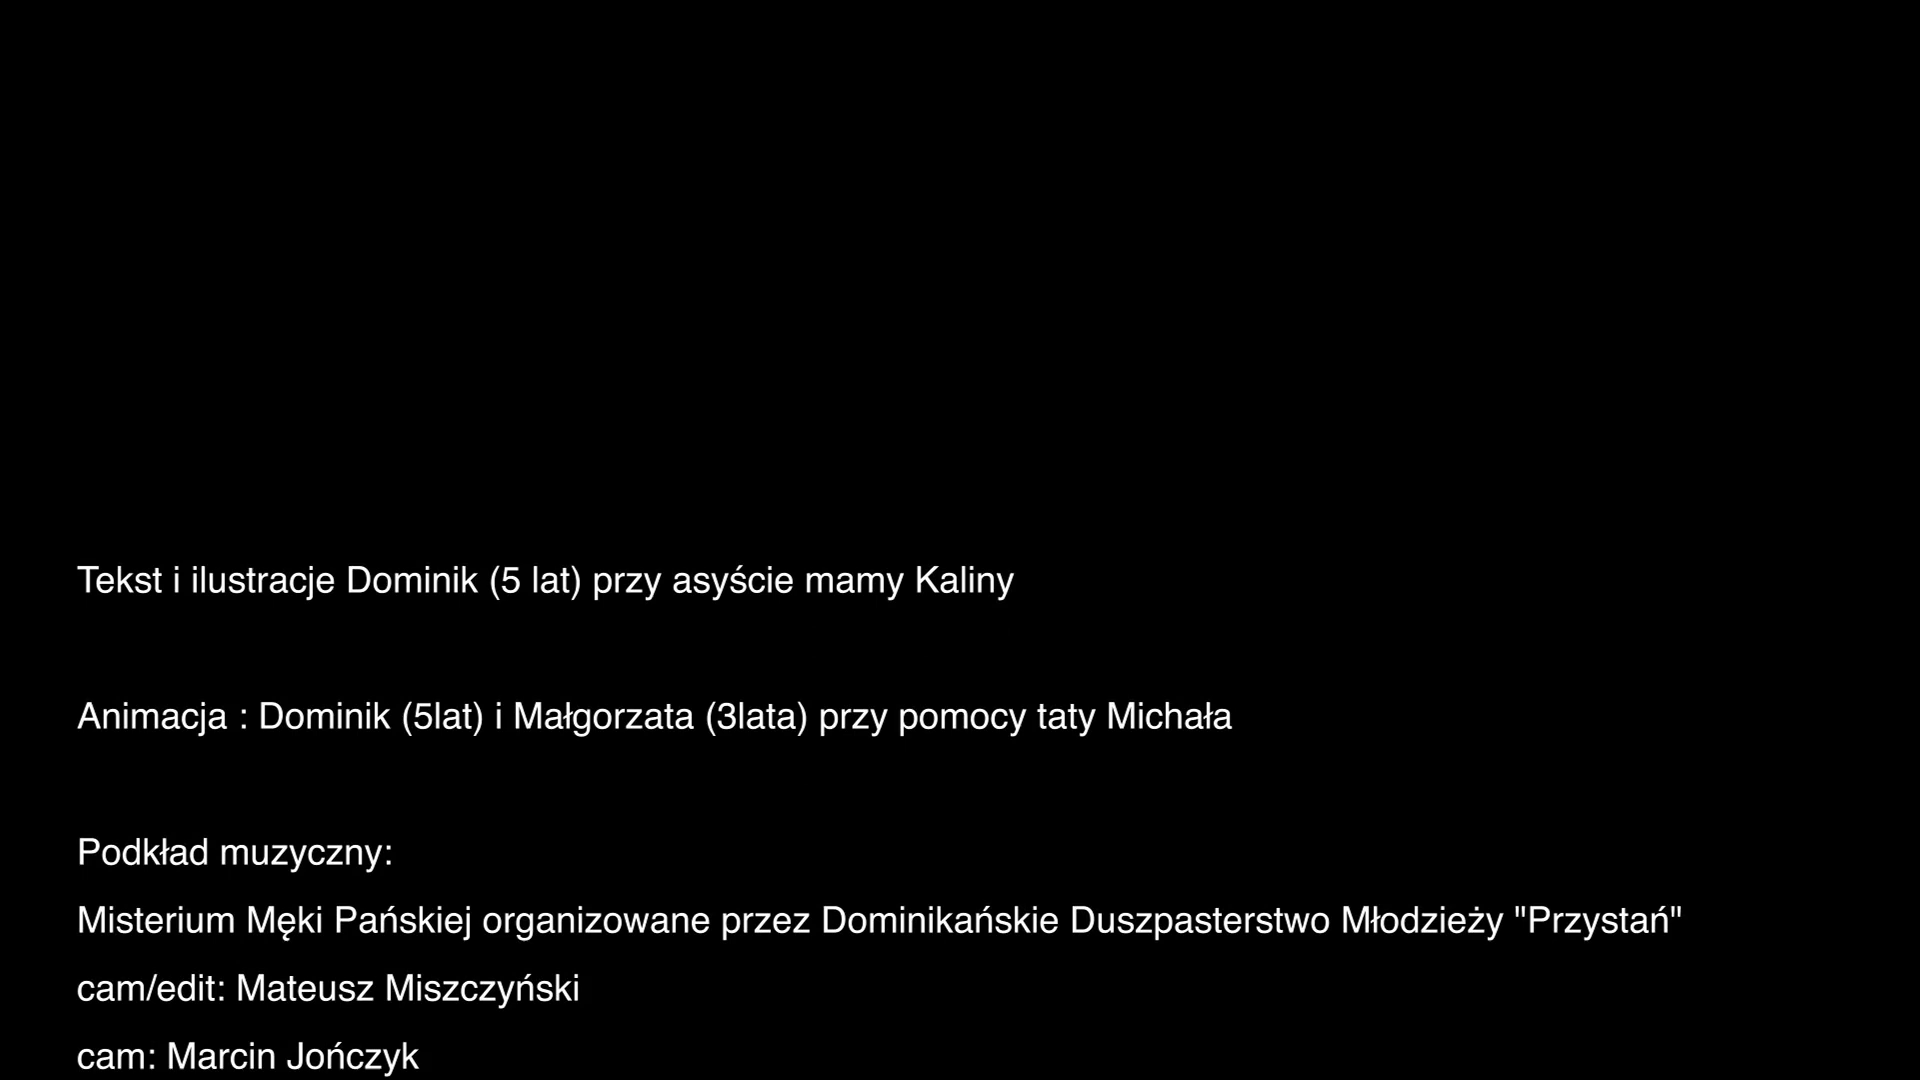 Tekst i ilustracje Dominik (5 lat) przy asyście mamy Kaliny
Animacja : Dominik (5lat) i Małgorzata (3lata) przy pomocy taty Michała
Podkład muzyczny:
Misterium Męki Pańskiej organizowane przez Dominikańskie Duszpasterstwo Młodzieży "Przystań"
cam/edit: Mateusz Miszczyński
cam: Marcin Jończyk